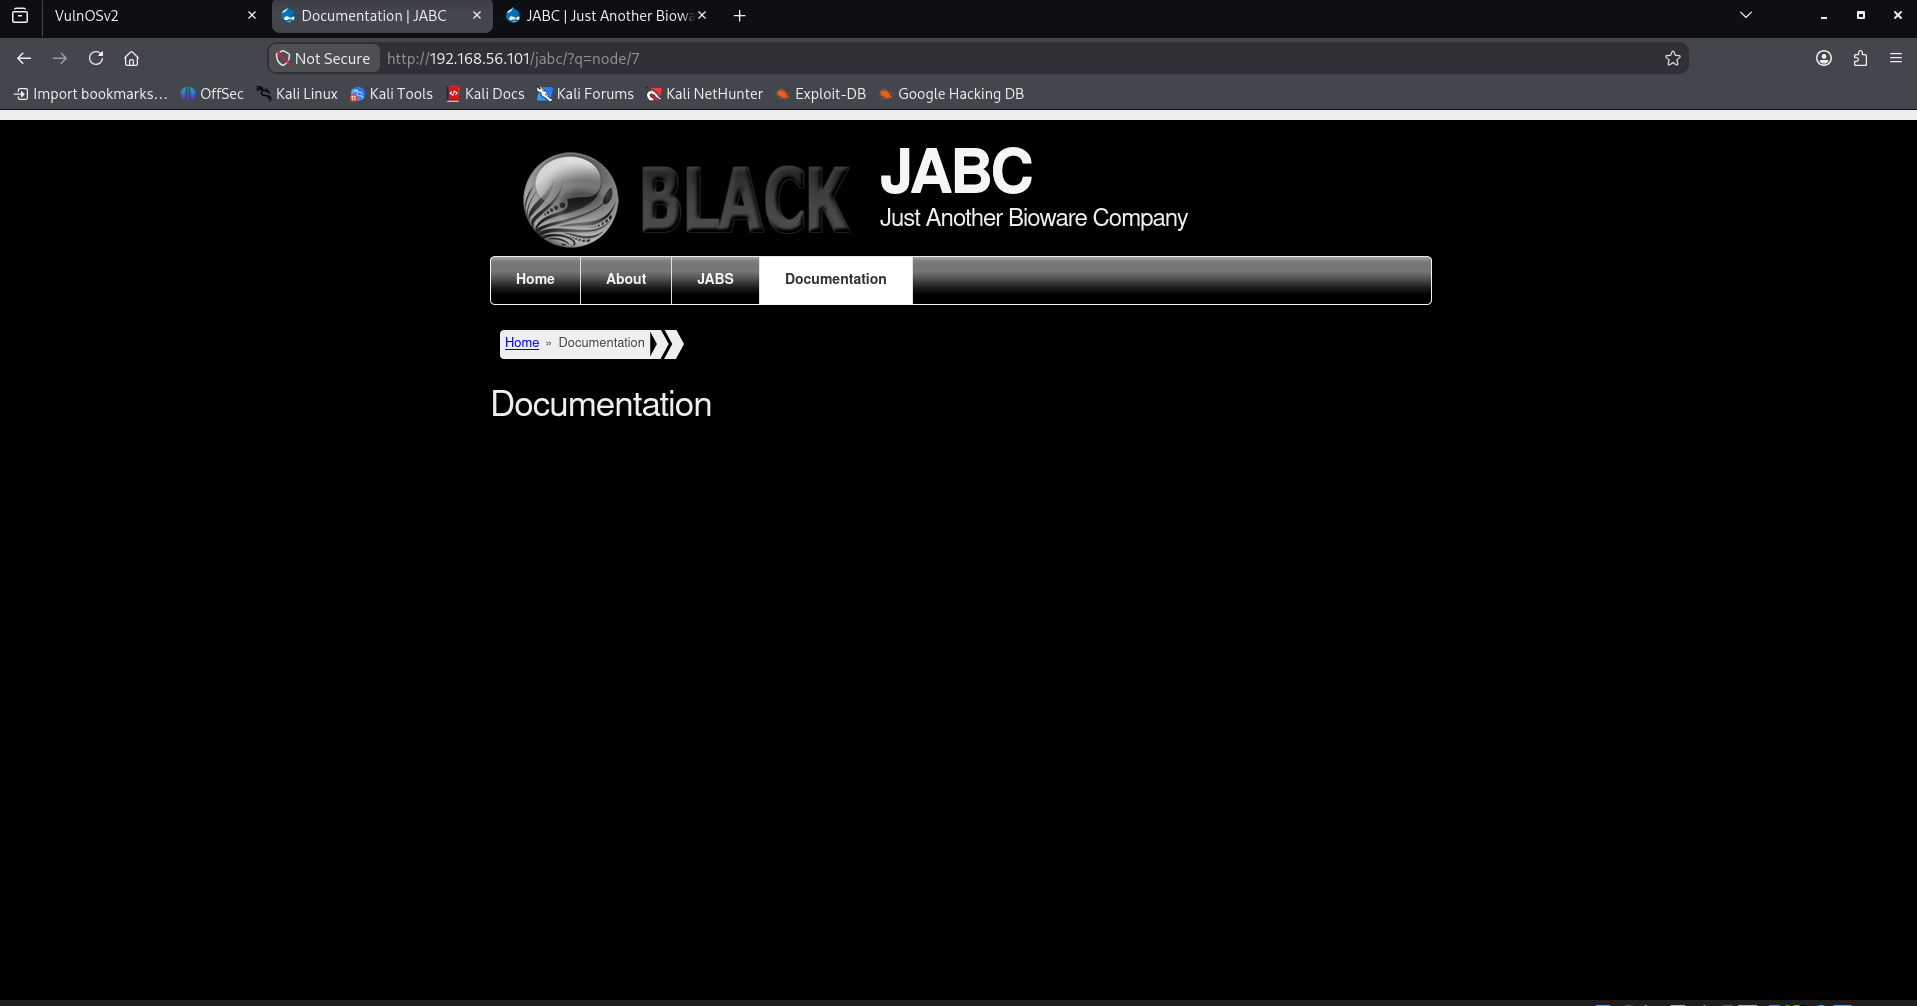 VulnOSv2
Documentation | JABC
JABC | Just Another Biow
Not Secure
http://192.168.56.101/jabc/?q=node/7
Import bookmarks…
OffSec
Kali Linux
Kali Tools
Kali Docs
Kali Forums
Kali NetHunter
Exploit-DB
Google Hacking DB
BLACK
JABC
Just Another Bioware Company
Home
About
JABS
Documentation
Home » Documentation
Documentation